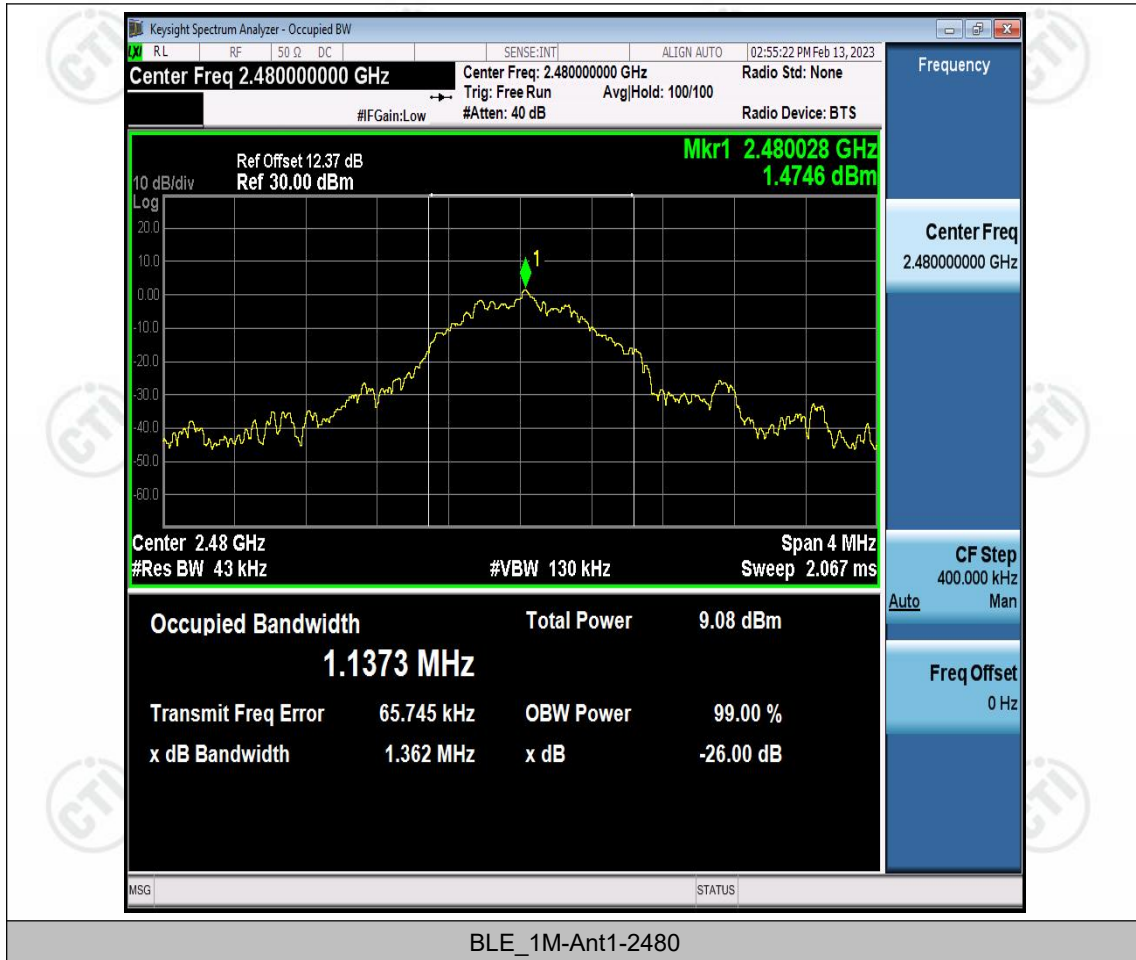 Keysight Spectrum Analyzer - Occupied BW
LXI RL RF 50 Ω DC SENSE:INT ALIGN AUTO 02:55:22 PM Feb 13, 2023
Center Freq 2.480000000 GHz
Center Freq: 2.480000000 GHz Radio Std: None
Trig: Free Run Avg|Hold: 100/100
#IFGain:Low #Atten: 40 dB Radio Device: BTS
Frequency
Mkr1 2.480028 GHz
1.4746 dBm
Ref Offset 12.37 dB
10 dB/div Ref 30.00 dBm
Log
20.0
10.0
0.00
-10.0
-20.0
-30.0
-40.0
-50.0
-60.0
1
Center 2.48 GHz Span 4 MHz
#Res BW 43 kHz #VBW 130 kHz Sweep 2.067 ms
Center Freq
2.480000000 GHz
CF Step
400.000 kHz
Auto Man
Freq Offset
0 Hz
Occupied Bandwidth Total Power 9.08 dBm
1.1373 MHz
Transmit Freq Error 65.745 kHz OBW Power 99.00 %
x dB Bandwidth 1.362 MHz x dB -26.00 dB
MSG STATUS
BLE_1M-Ant1-2480
CTI
CTI
CTI
CTI
CTI
CTI